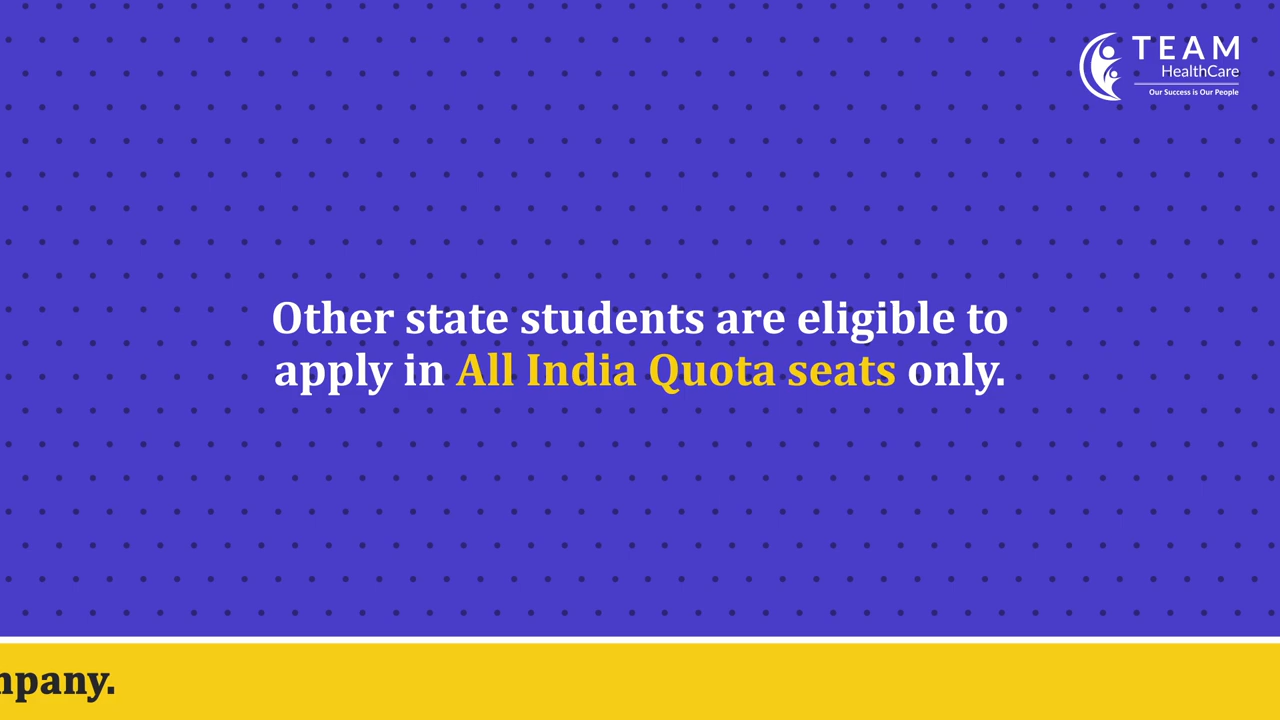 TEAM
HealthCare
Our Success is Our People
Other state students are eligible to
apply in All India Quota seats only.